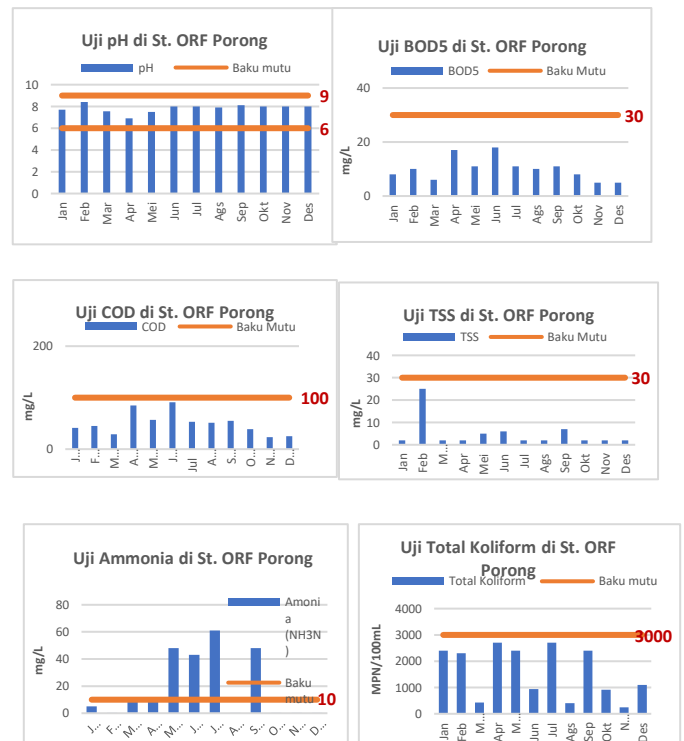 Uji pH di St. ORF Porong
pH Baku mutu
10
8
6
4
2
0
9
6
Jan Feb Mar Apr Mei Jun Jul Ags Sep Okt Nov Des
Uji BOD5 di St. ORF Porong
BOD5 Baku Mutu
mg/L
40
20
0
30
Jan Feb Mar Apr Mei Jun Jul Ags Sep Okt Nov Des
Uji COD di St. ORF Porong
COD Baku Mutu
mg/L
200
0
100
J... F... M... A... M... J... Jul A... S... O... N... D...
Uji TSS di St. ORF Porong
TSS Baku Mutu
mg/L
40
30
20
10
0
30
Jan Feb M... Apr Mei Jun Jul Ags Sep Okt Nov Des
Uji Ammonia di St. ORF Porong
Amoni
a
(NH3N
)
Baku
mutu
mg/L
80
60
40
20
0
10
J... F... M... A... M... J... J... A... S... O... N... D...
Uji Total Koliform di St. ORF
Porong
Total Koliform Baku mutu
MPN/100mL
4000
3000
2000
1000
0
3000
Jan Feb M... Apr M... Jun Jul Ags Sep Okt N... Des